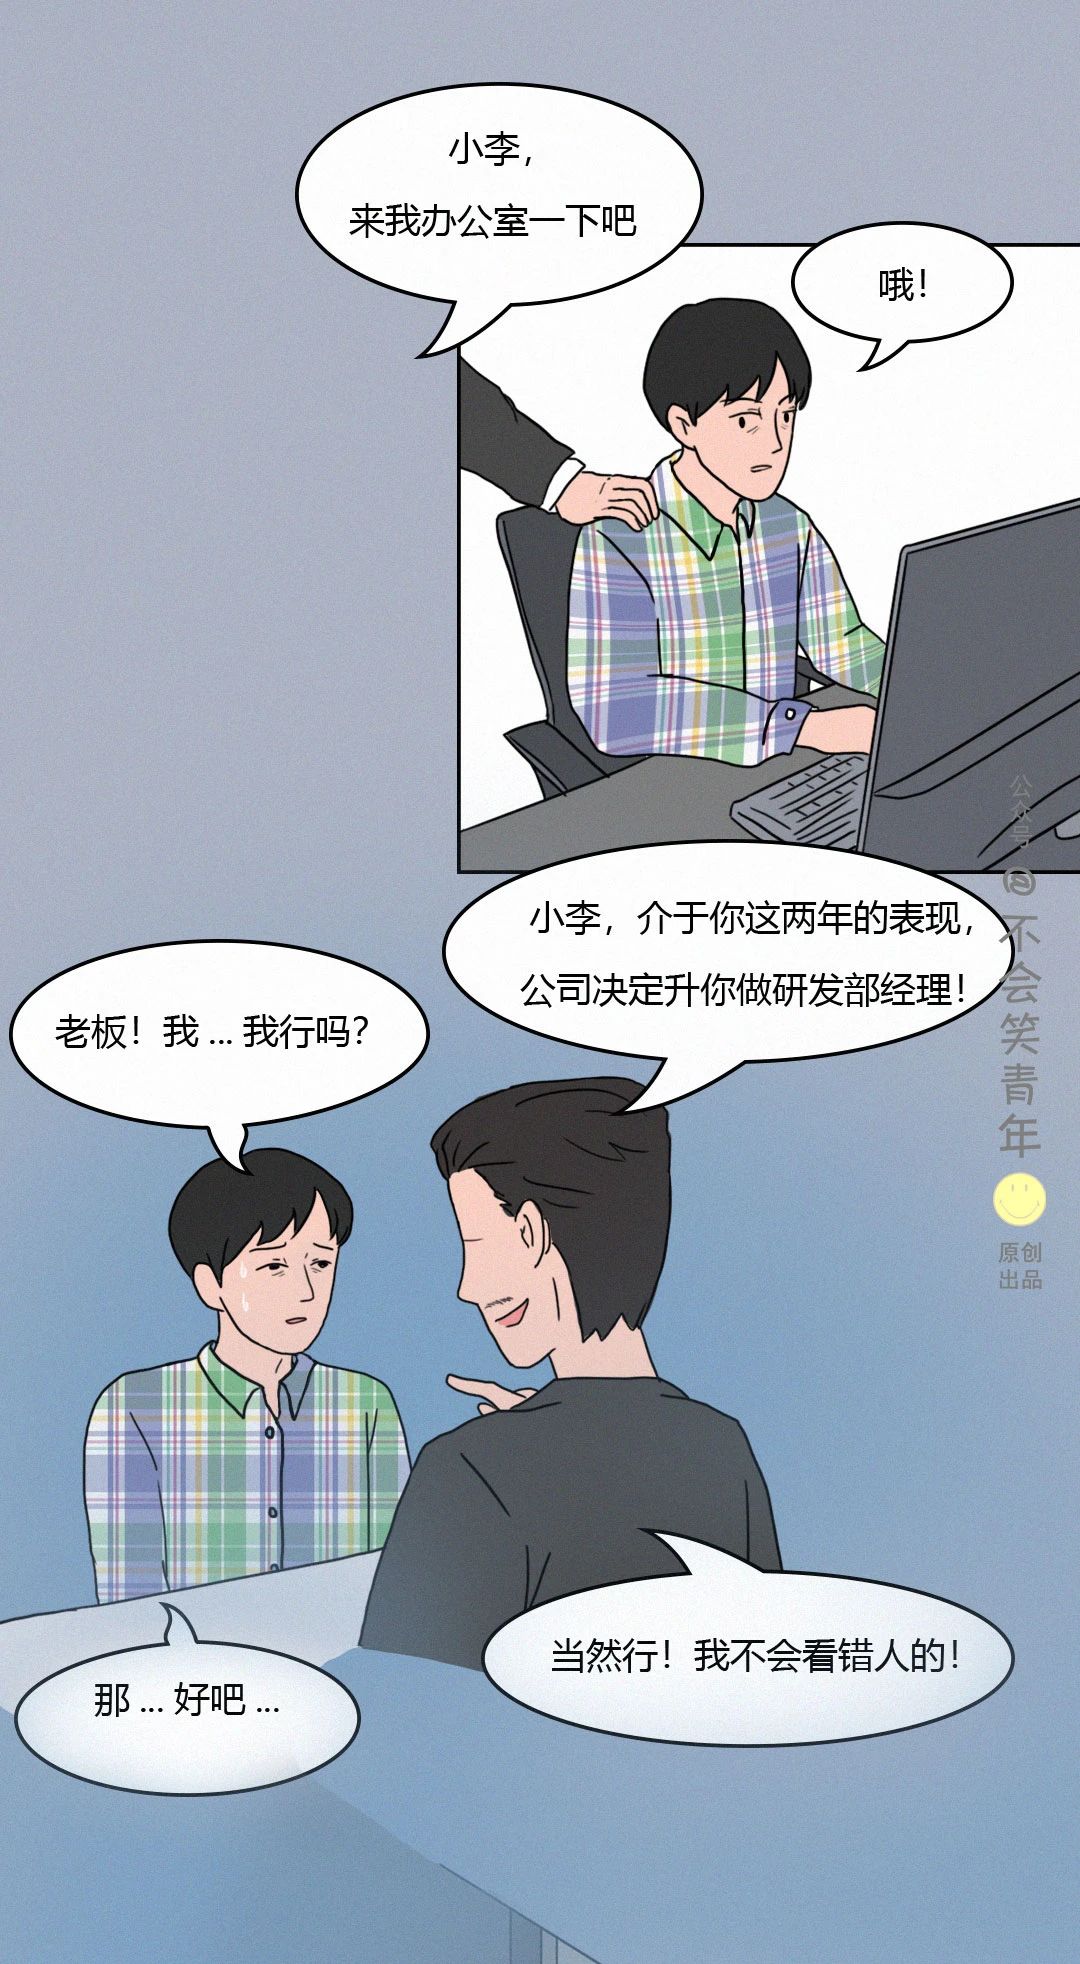 小李，
来我办公室一下吧
哦！
小李，介于你这两年的表现，
公司决定升你做研发部经理！
老板！我 ... 我行吗？
当然行！我不会看错人的！
那 ... 好吧 ...
公众号
不会笑青年
原创
出品